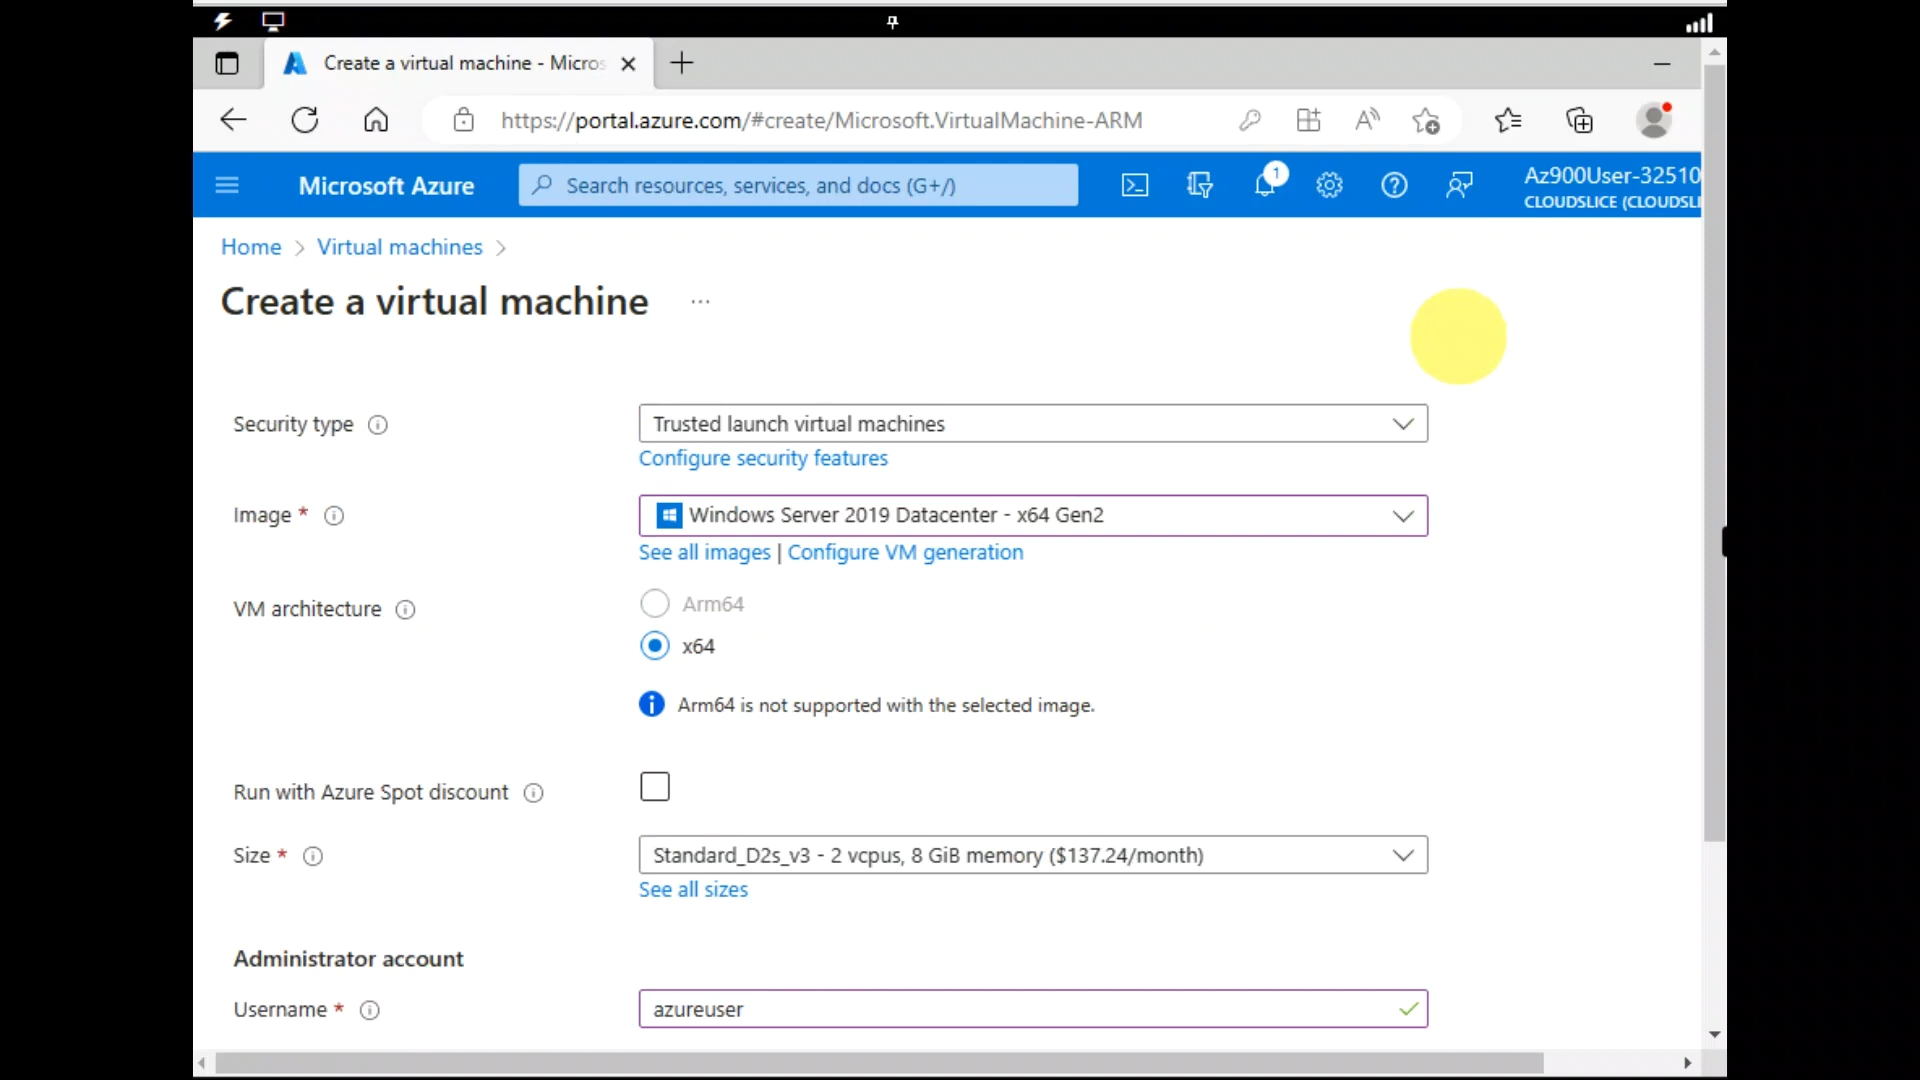 Create a virtual machine - Micros
https://portal.azure.com/#create/Microsoft.VirtualMachine-ARM
Microsoft Azure
Search resources, services, and docs (G+/)
1
Az900User-32510
CLOUDSLICE (CLOUDSLI
Home > Virtual machines >
Create a virtual machine ...
Security type
Trusted launch virtual machines
Configure security features
Image *
Windows Server 2019 Datacenter - x64 Gen2
See all images | Configure VM generation
VM architecture
Arm64
x64
Arm64 is not supported with the selected image.
Run with Azure Spot discount
Size *
Standard_D2s_v3 - 2 vcpus, 8 GiB memory ($137.24/month)
See all sizes
Administrator account
Username *
azureuser